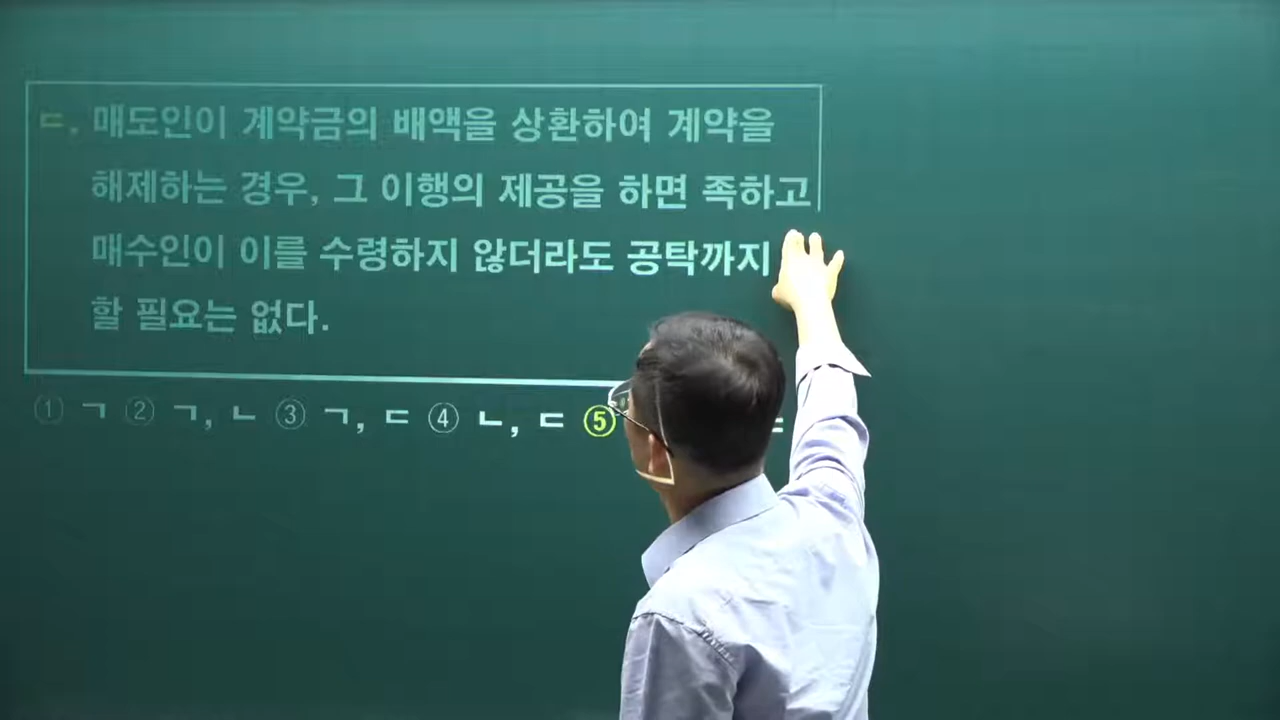 ㄷ, 매도인이 계약금의 배액을 상환하여 계약을
해제하는 경우, 그 이행의 제공을 하면 족하고
매수인이 이를 수령하지 않더라도 공탁까지
할 필요는 없다.
① ㄱ ② ㄱ, ㄴ ③ ㄱ, ㄷ ④ ㄴ, ㄷ ⑤